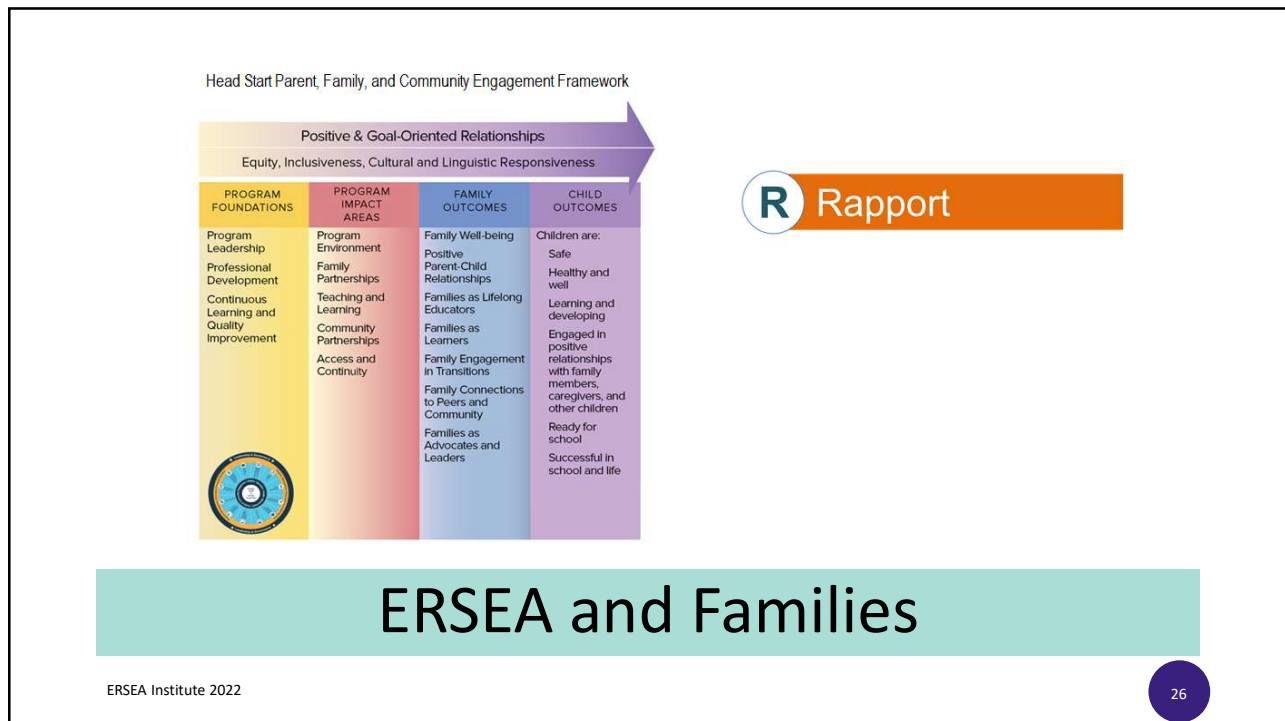 Head Start Parent, Family, and Community Engagement Framework
Positive & Goal-Oriented Relationships
Equity, Inclusiveness, Cultural and Linguistic Responsiveness
PROGRAM
FOUNDATIONS
Program
Leadership
Professional
Development
Continuous
Learning and
Quality
Improvement
PROGRAM
IMPACT
AREAS
Program
Environment
Family
Partnerships
Teaching and
Learning
Community
Partnerships
Access and
Continuity
FAMILY
OUTCOMES
Family Well-being
Positive
Parent-Child
Relationships
Families as Lifelong
Educators
Families as
Learners
Family Engagement
in Transitions
Family Connections
to Peers and
Community
Families as
Advocates and
Leaders
CHILD
OUTCOMES
Children are:
Safe
Healthy and
well
Learning and
developing
Engaged in
positive
relationships
with family
members,
caregivers, and
other children
Ready for
school
Successful in
school and life
R Rapport
ERSEA and Families
ERSEA Institute 2022
26